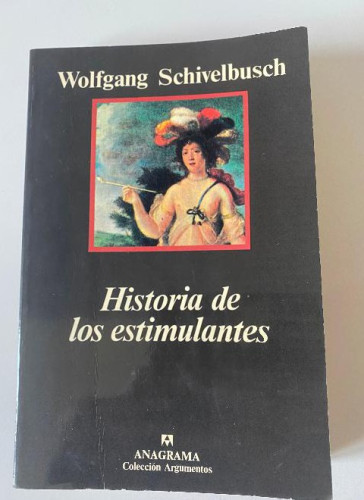 Wolfgang Schivelbusch
Historia de
los estimulantes
ANAGRAMA
Colección Argumentos